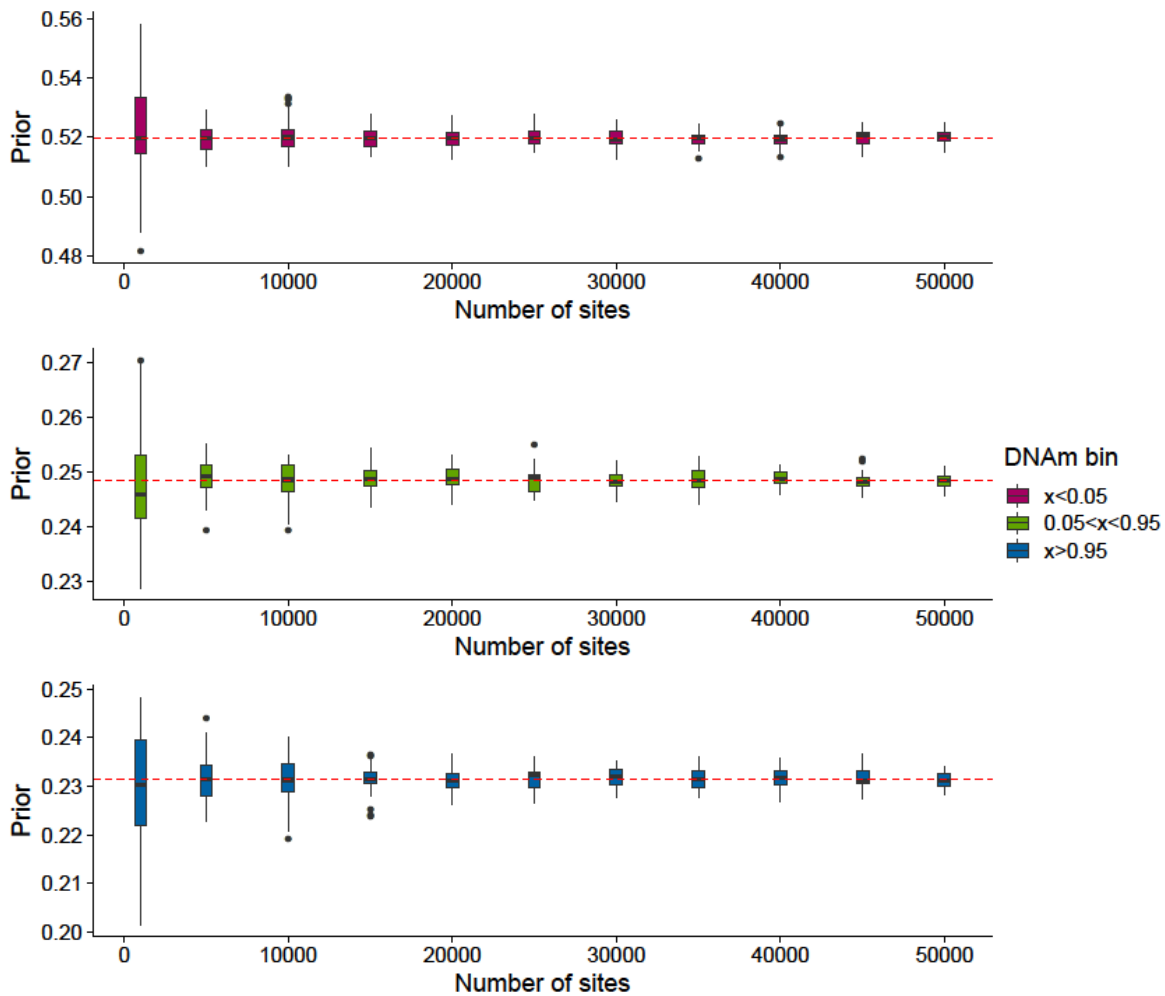 0.56
0.54
0.52
0.50
0.48
Prior
0 10000 20000 30000 40000 50000
Number of sites
0.27
0.26
0.25
0.24
0.23
Prior
0 10000 20000 30000 40000 50000
Number of sites
DNAm bin
x<0.05
0.05<x<0.95
x>0.95
0.25
0.24
0.23
0.22
0.21
0.20
Prior
0 10000 20000 30000 40000 50000
Number of sites